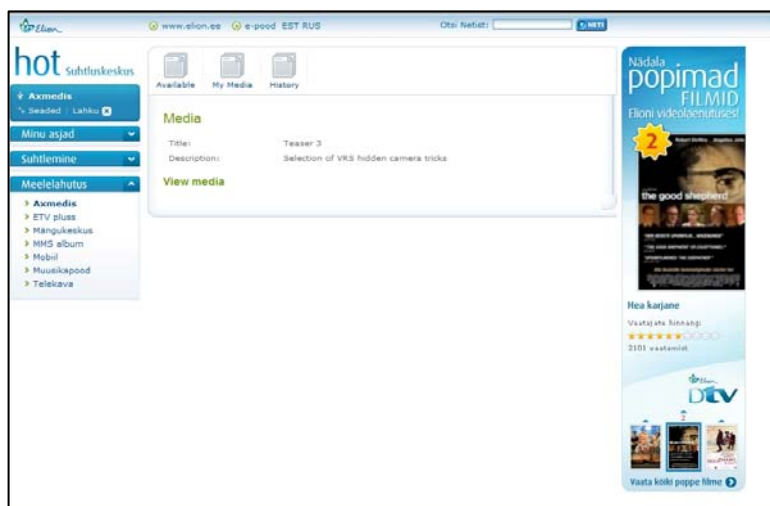 Elion
www.elion.ee e-pood EST RUS
Otsi Netist: NETI
hot Suhtluskeskus
Axmedis
Seaded Lahku
Minu asjad
Suhtlemine
Meelelahutus
Axmedis
ETV pluss
Mängukeskus
MMS album
Mobiil
Muusikapood
Telekava
Available My Media History
Media
Title: Teaser 3
Description: Selection of VRS hidden camera tricks
View media
Nädala
popimad
FILMID
Elioni videolaenutuses!
2
the good shepherd
Hea karjane
Vaatajate hinnang:
2101 vaatamist
Elion
DTV
2
Vaata kõiki poppe filme